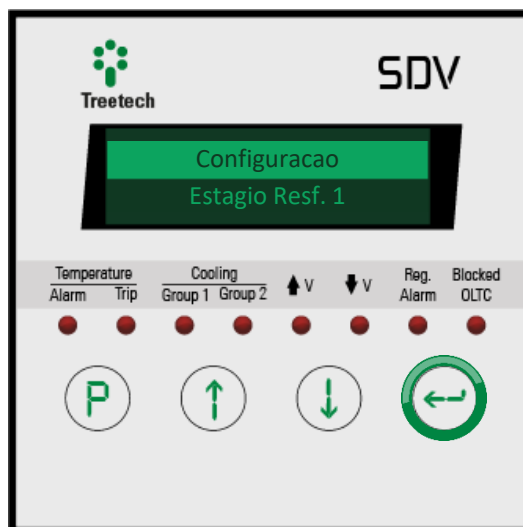 Treetech
SDV
Configuracao
Estagio Resf. 1
Temperature
Alarm Trip
Cooling
Group 1 Group 2
V
V
Reg.
Alarm
Blocked
OLTC
P